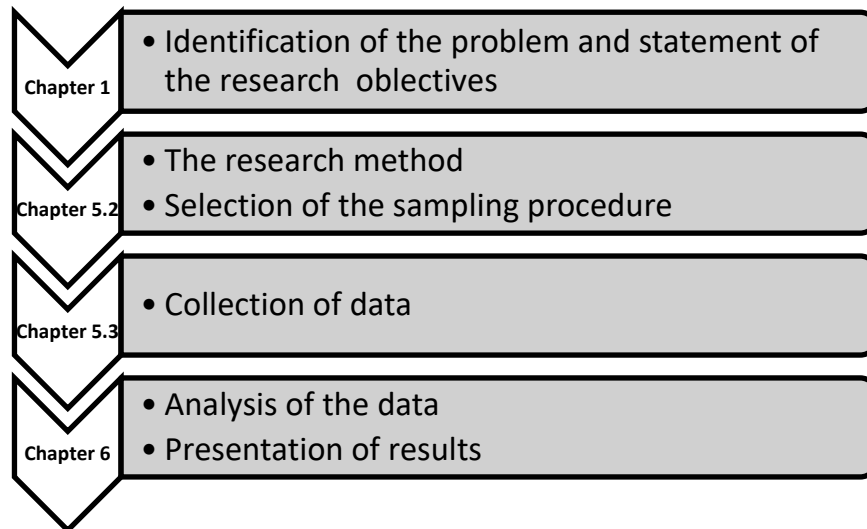 Chapter 1
• Identification of the problem and statement of
the research oblectives
Chapter 5.2
• The research method
• Selection of the sampling procedure
Chapter 5.3
• Collection of data
Chapter 6
• Analysis of the data
• Presentation of results